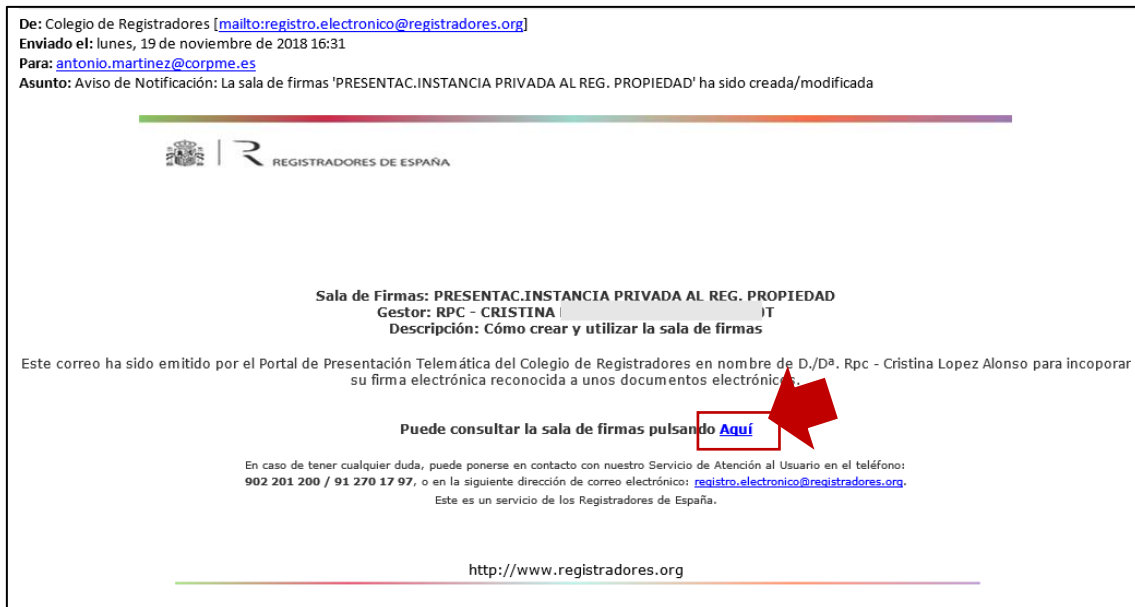 De: Colegio de Registradores [mailto:registro.electronico@registradores.org]
Enviado el: lunes, 19 de noviembre de 2018 16:31
Para: antonio.martinez@corpme.es
Asunto: Aviso de Notificación: La sala de firmas 'PRESENTAC.INSTANCIA PRIVADA AL REG. PROPIEDAD' ha sido creada/modificada
REGISTRADORES DE ESPAÑA
Sala de Firmas: PRESENTAC.INSTANCIA PRIVADA AL REG. PROPIEDAD
Gestor: RPC - CRISTINA
Descripción: Cómo crear y utilizar la sala de firmas
Este correo ha sido emitido por el Portal de Presentación Telemática del Colegio de Registradores en nombre de D./Dª. Rpc - Cristina Lopez Alonso para incoporar
su firma electrónica reconocida a unos documentos electrónicos.
Puede consultar la sala de firmas pulsando Aquí
En caso de tener cualquier duda, puede ponerse en contacto con nuestro Servicio de Atención al Usuario en el teléfono:
902 201 200 / 91 270 17 97, o en la siguiente dirección de correo electrónico: registro.electronico@registradores.org.
Este es un servicio de los Registradores de España.
http://www.registradores.org